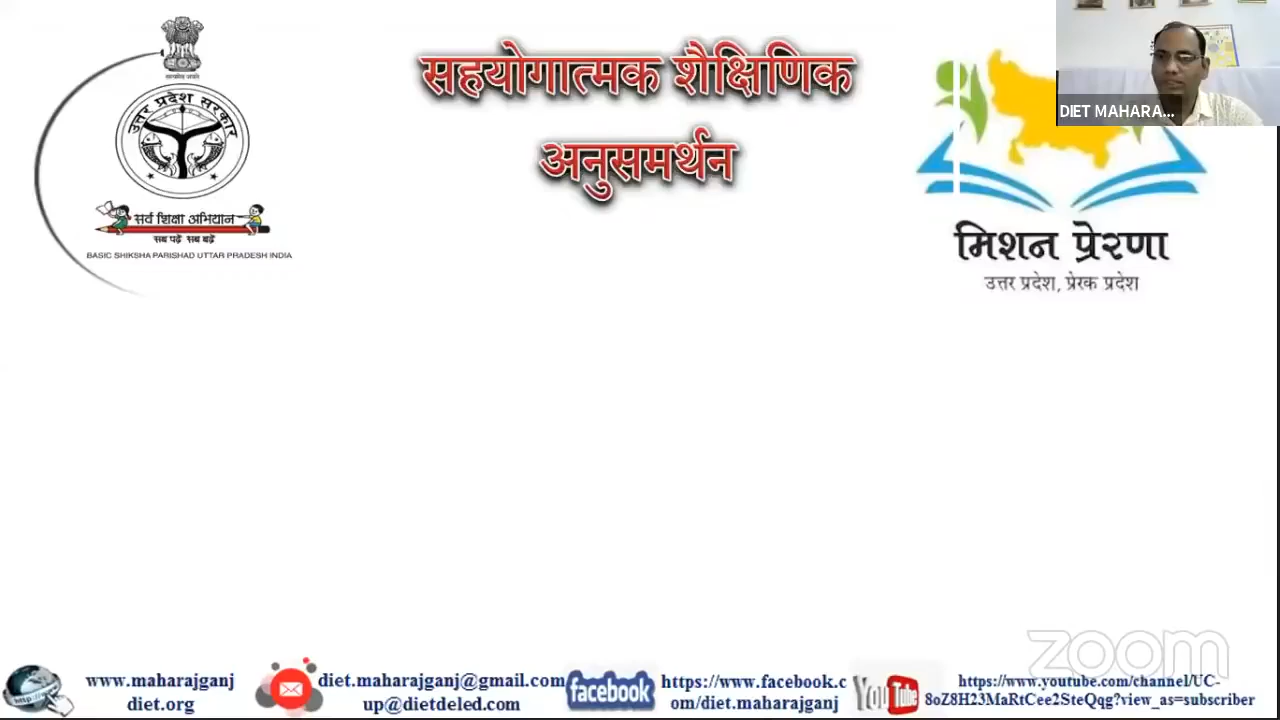 सहयोगात्मक शैक्षिणिक
अनुसमर्थन
उत्तर प्रदेश सरकार
सर्व शिक्षा अभियान
सब पढ़ें सब बढ़ें
BASIC SHIKSHA PARISHAD UTTAR PRADESH INDIA
DIET MAHARA...
मिशन प्रेरणा
उत्तर प्रदेश, प्रेरक प्रदेश
zoom
www.maharajganj
diet.org
diet.maharajganj@gmail.com
up@dietdeled.com
facebook
https://www.facebook.c
om/diet.maharajganj
YouTube
https://www.youtube.com/channel/UC-
8oZ8H23MaRtCee2SteQqg?view_as=subscriber